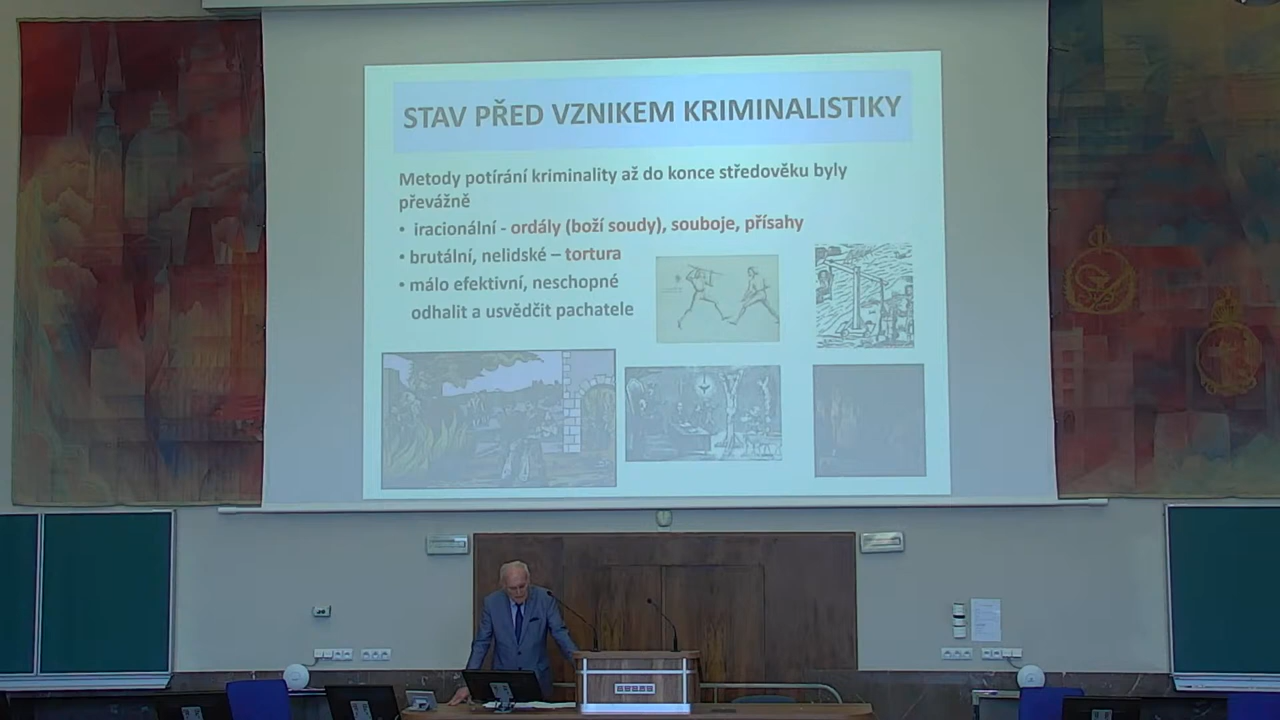 STAV PŘED VZNIKEM KRIMINALISTIKY
Metody potírání kriminality až do konce středověku byly
převážně
• iracionální - ordály (boží soudy), souboje, přísahy
• brutální, nelidské – tortura
• málo efektivní, neschopné
odhalit a usvědčit pachatele